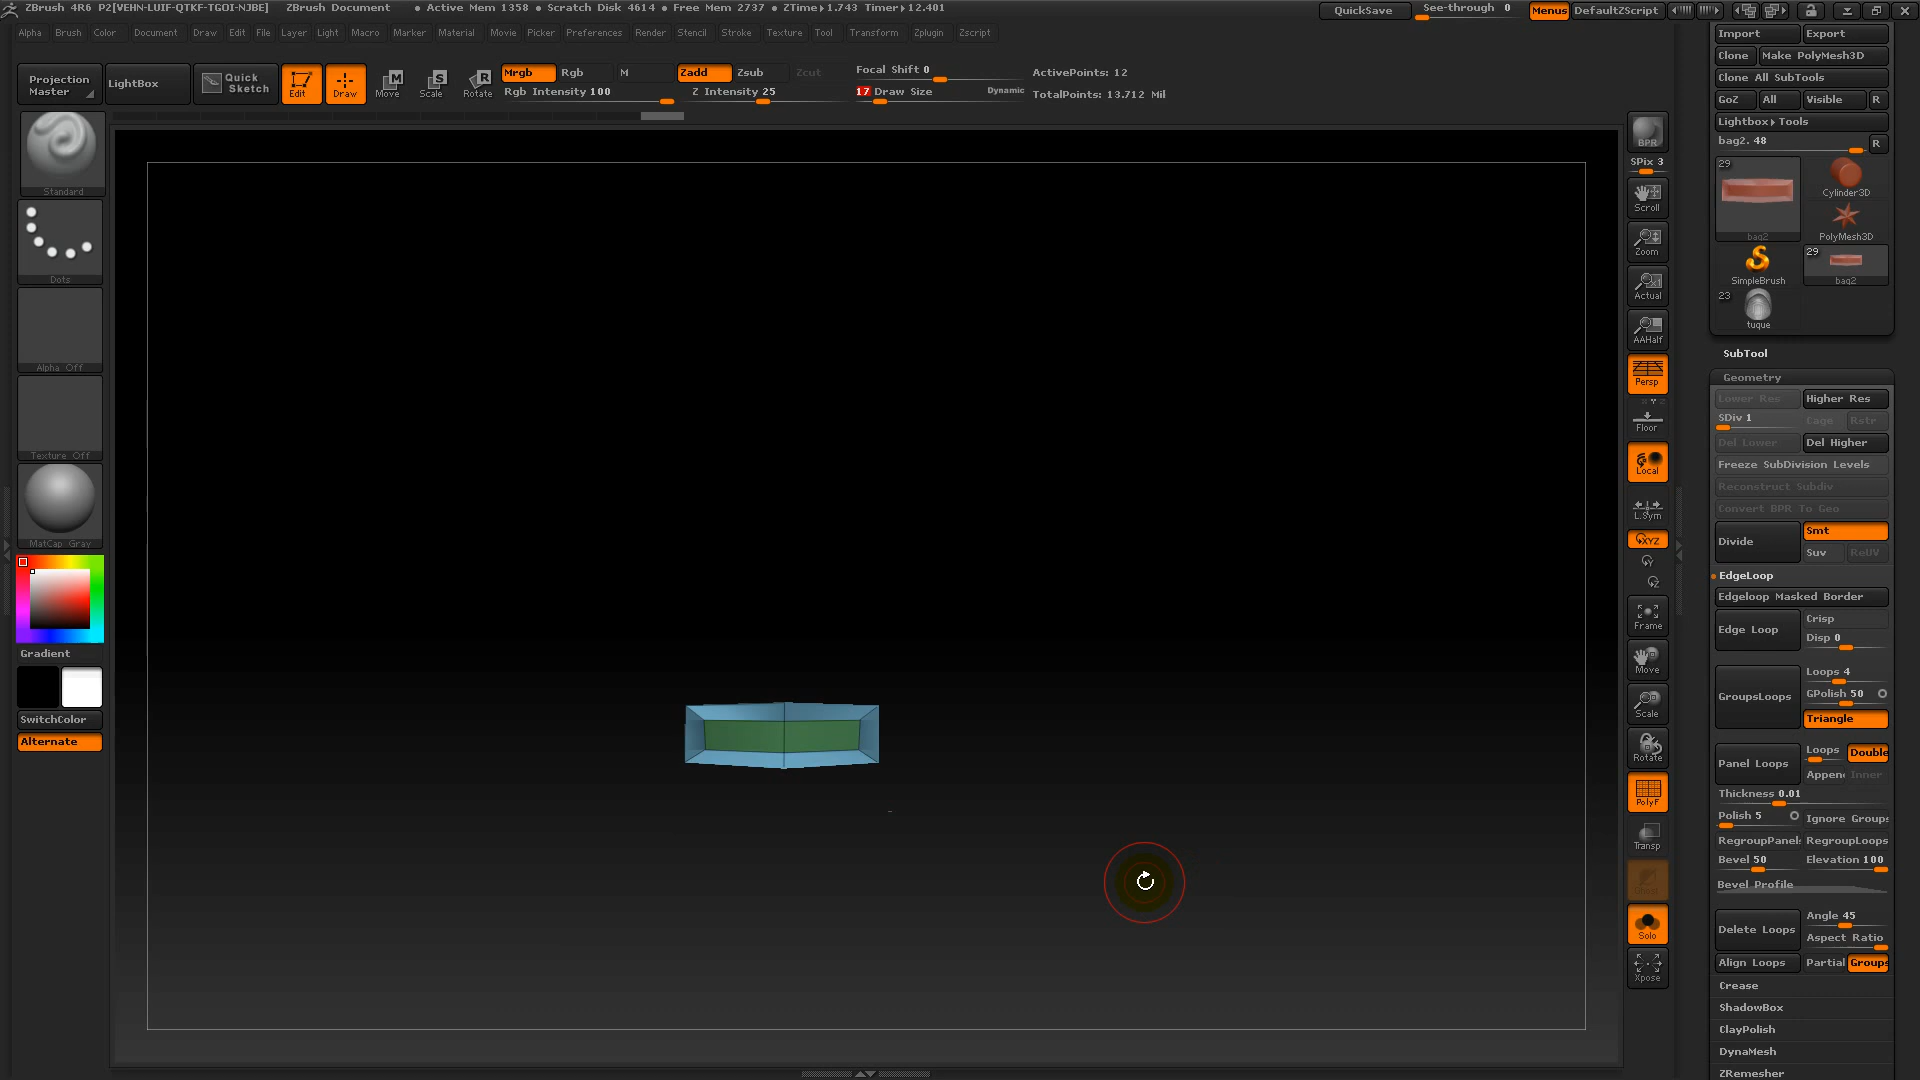 ZBrush 4R6 P2[VEHN-LUIF-QTKF-TGOI-NJBE] ZBrush Document • Active Mem 1358 • Scratch Disk 4614 • Free Mem 2737 • ZTime▸1.743 Timer▸12.401 QuickSave See-through 0 Menus DefaultZScript
Alpha Brush Color Document Draw Edit File Layer Light Macro Marker Material Movie Picker Preferences Render Stencil Stroke Texture Tool Transform Zplugin Zscript
Projection Master
LightBox
Quick Sketch
Edit
Draw
Move
Scale
Rotate
Mrgb Rgb M
Rgb Intensity 100
Zadd Zsub Zcut
Z Intensity 25
Focal Shift 0
17 Draw Size Dynamic
ActivePoints: 12
TotalPoints: 13.712 Mil
Standard
Dots
Alpha Off
Texture Off
MatCap Gray
Gradient
SwitchColor
Alternate
BPR
SPix 3
Scroll
Zoom
Actual
AAHalf
Persp
Floor
Local
L.Sym
XYZ
Y
Z
Frame
Move
Scale
Rotate
PolyF
Transp
Solo
Xpose
Import Export
Clone Make PolyMesh3D
Clone All SubTools
GoZ All Visible R
Lightbox▸Tools
bag2. 48 R
29
Cylinder3D
bag2 PolyMesh3D
29
SimpleBrush bag2
23
tuque
SubTool
Geometry
Lower Res Higher Res
SDiv 1 Cage Rstr
Del Lower Del Higher
Freeze SubDivision Levels
Reconstruct Subdiv
Convert BPR To Geo
Divide Smt
Suv ReUV
EdgeLoop
Edgeloop Masked Border
Edge Loop Crisp
Disp 0
GroupsLoops Loops 4
GPolish 50
Triangle
Panel Loops Loops Double
Appen Inner
Thickness 0.01
Polish 5 Ignore Groups
RegroupPanels RegroupLoops
Bevel 50 Elevation 100
Bevel Profile
Delete Loops Angle 45
Aspect Ratio
Align Loops Partial Groups
Crease
ShadowBox
ClayPolish
DynaMesh
ZRemesher